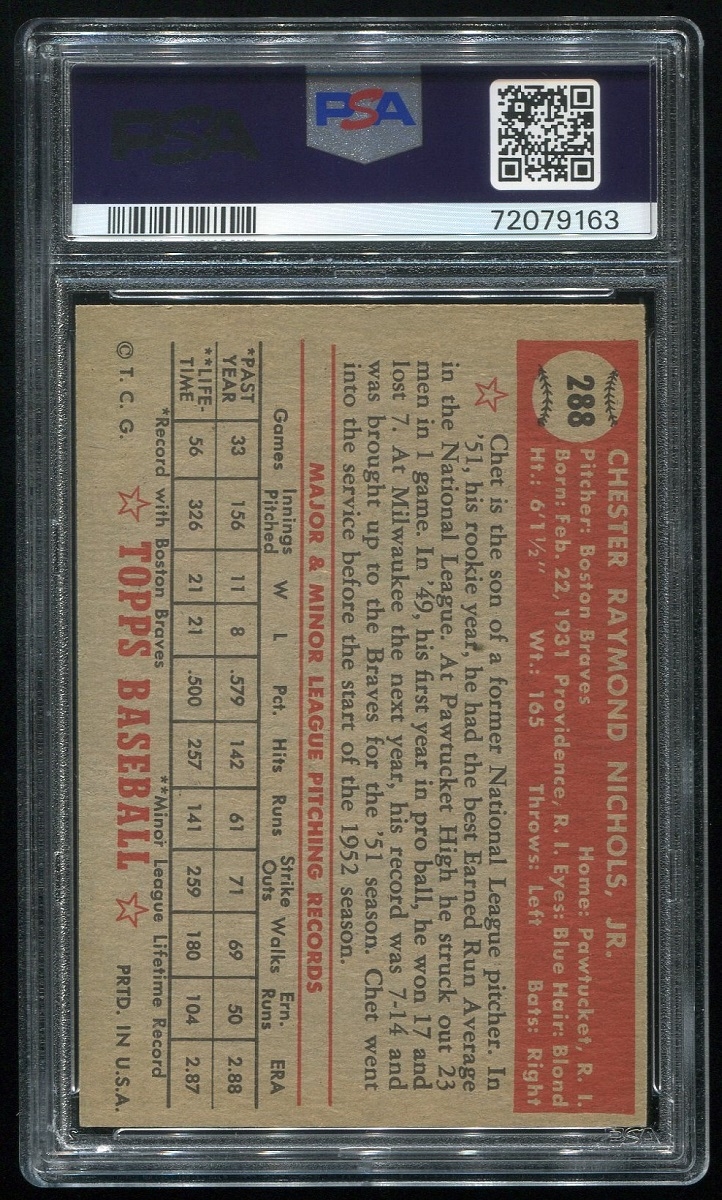 PSA
PSA
72079163
288
CHESTER RAYMOND NICHOLS, JR.
Pitcher: Boston Braves Home: Pawtucket, R. I.
Born: Feb. 22, 1931 Providence, R. I. Eyes: Blue Hair: Blond
Ht.: 6'1½" Wt.: 165 Throws: Left Bats: Right
Chet is the son of a former National League pitcher. In
'51, his rookie year, he had the best Earned Run Average
in the National League. At Pawtucket High he struck out 23
men in 1 game. In '49, his first year in pro ball, he won 17 and
lost 7. At Milwaukee the next year, his record was 7-14 and
was brought up to the Braves for the '51 season. Chet went
into the service before the start of the 1952 season.
MAJOR & MINOR LEAGUE PITCHING RECORDS
Games Innings Pitched W L Pct. Hits Runs Strike Outs Walks Ern. Runs ERA
*PAST YEAR 33 156 11 8 .579 142 61 71 69 50 2.88
**LIFE-TIME 56 326 21 21 .500 257 141 259 180 104 2.87
*Record with Boston Braves **Minor League Lifetime Record
© T. C. G. TOPPS BASEBALL PRTD. IN U.S.A.
PSA